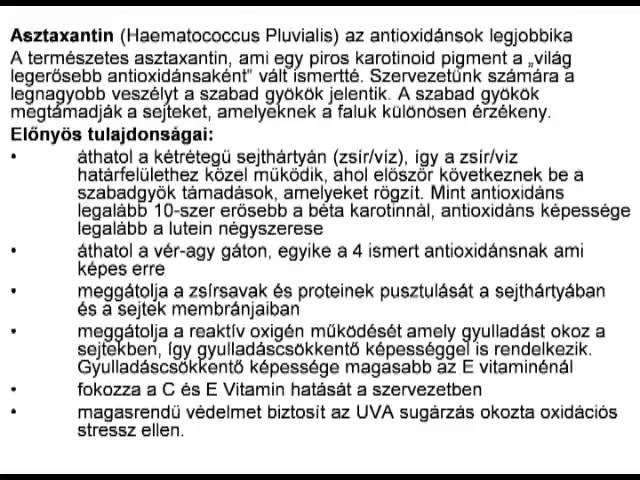 Asztaxantin (Haematococcus Pluvialis) az antioxidánsok legjobbika
A természetes asztaxantin, ami egy piros karotinoid pigment a „világ
legerősebb antioxidánsaként" vált ismertté. Szervezetünk számára a
legnagyobb veszélyt a szabad gyökök jelentik. A szabad gyökök
megtámadják a sejteket, amelyeknek a faluk különösen érzékeny.
Előnyös tulajdonságai:
• áthatol a kétrétegű sejthártyán (zsír/víz), így a zsír/víz
határfelülethez közel működik, ahol először következnek be a
szabadgyök támadások, amelyeket rögzít. Mint antioxidáns
legalább 10-szer erősebb a béta karotinnál, antioxidáns képessége
legalább a lutein négyszerese
• áthatol a vér-agy gáton, egyike a 4 ismert antioxidánsnak ami
képes erre
• meggátolja a zsírsavak és proteinek pusztulását a sejthártyában
és a sejtek membránjaiban
• meggátolja a reaktív oxigén működését amely gyulladást okoz a
sejtekben, így gyulladáscsökkentő képességgel is rendelkezik.
Gyulladáscsökkentő képessége magasabb az E vitaminénál
• fokozza a C és E Vitamin hatását a szervezetben
• magasrendű védelmet biztosít az UVA sugárzás okozta oxidációs
stressz ellen.